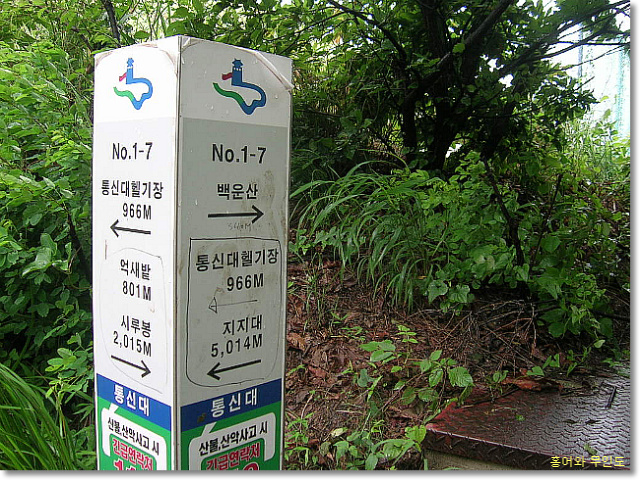 No.1-7
통신대헬기장
966M
억새밭
801M
시루봉
2,015M
통신대
산불,산악사고 시
긴급연락처
No.1-7
백운산
통신대헬기장
966M
지지대
5,014M
통신대
산불,산악사고 시
긴급연락처
홍어와 무인도